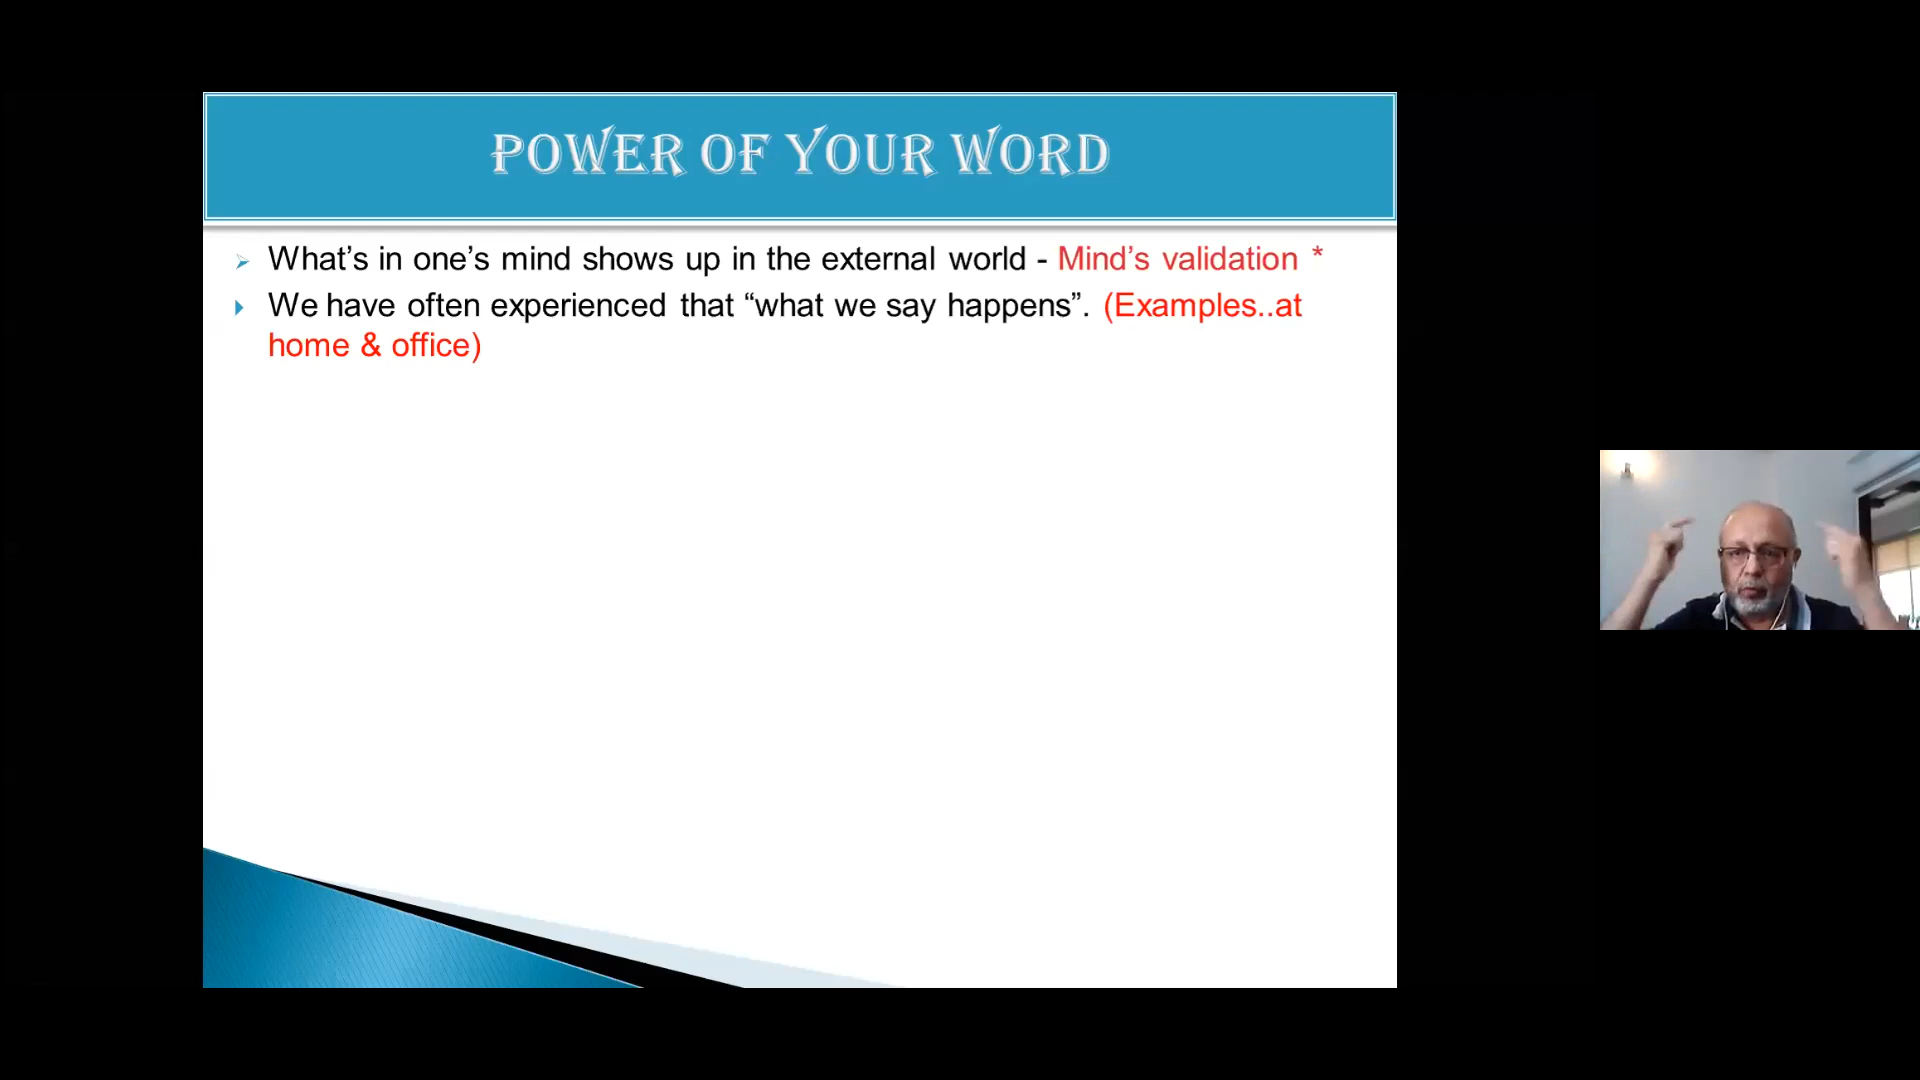 POWER OF YOUR WORD
What’s in one’s mind shows up in the external world - Mind’s validation *
We have often experienced that “what we say happens”. (Examples..at
home & office)